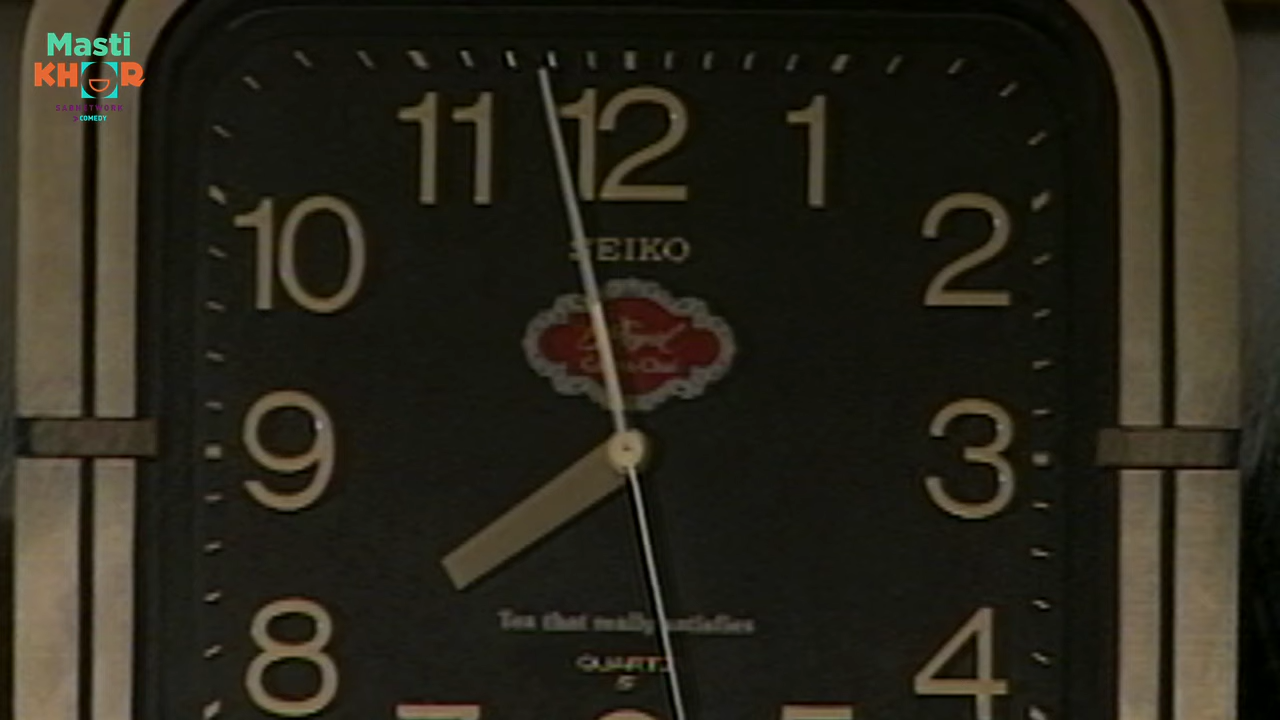 Masti
KHOR
SABNETWORK
COMEDY
11 12 1
10 2
SEIKO
9 3
Tea that really satisfies
8 4
QUARTZ